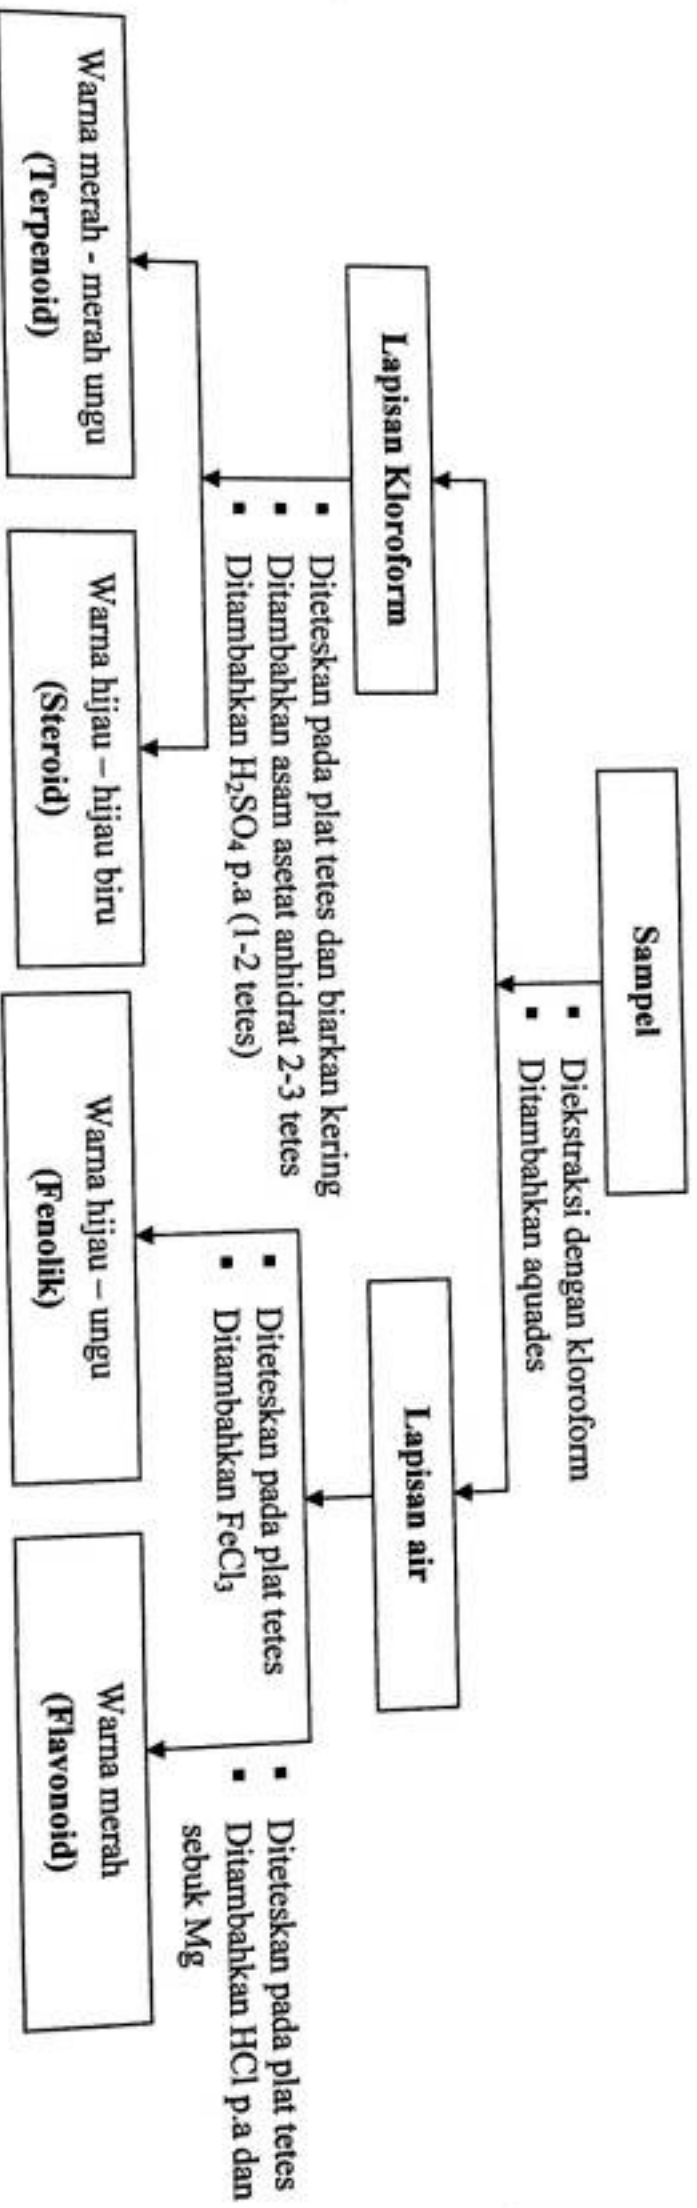 Sampel
▪ Diekstraksi dengan kloroform
▪ Ditambahkan aquades
Lapisan Kloroform
Lapisan air
▪ Diteteskan pada plat tetes dan biarkan kering
▪ Ditambahkan asam asetat anhidrat 2-3 tetes
▪ Ditambahkan H₂SO₄ p.a (1-2 tetes)
▪ Diteteskan pada plat tetes
▪ Ditambahkan FeCl₃
▪ Diteteskan pada plat tetes
▪ Ditambahkan HCl p.a dan
sebuk Mg
Warna merah - merah ungu
(Terpenoid)
Warna hijau – hijau biru
(Steroid)
Warna hijau – ungu
(Fenolik)
Warna merah
(Flavonoid)